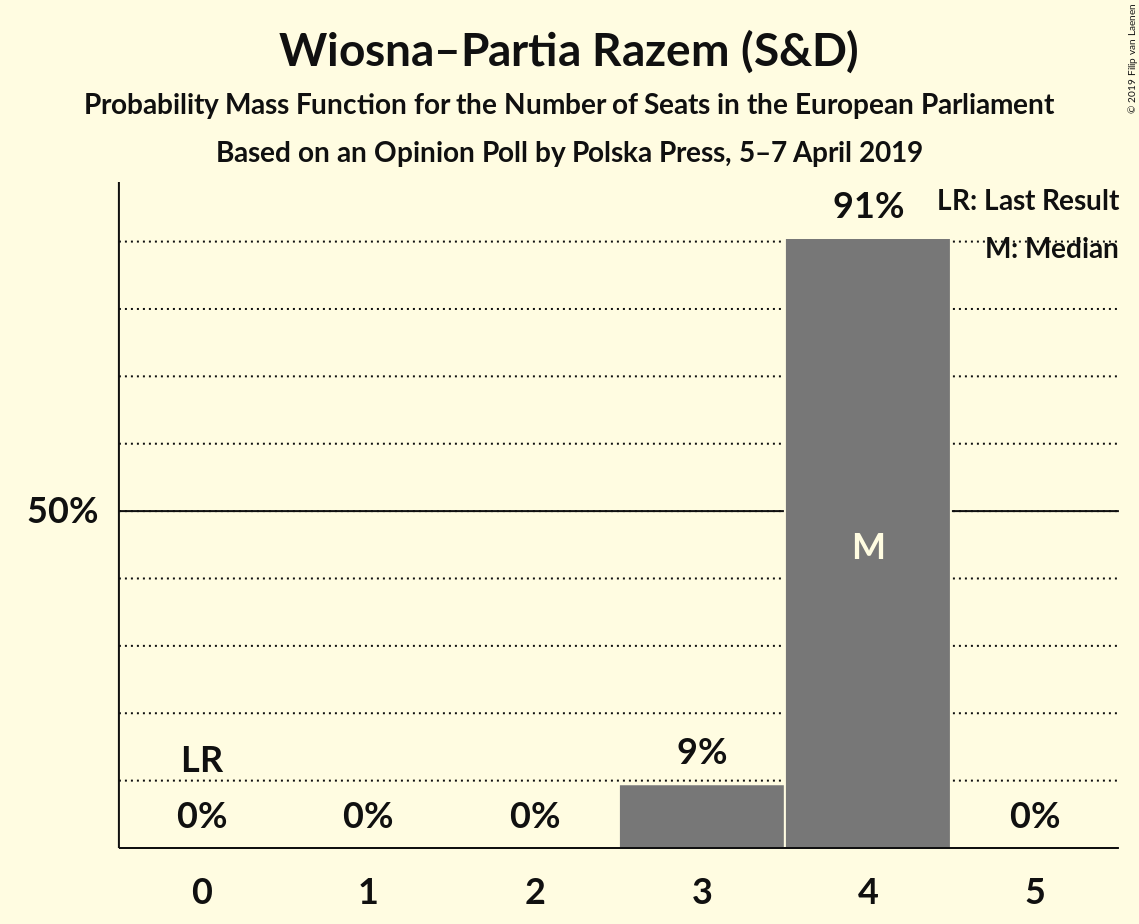 Wiosna–Partia Razem (S&D)
Probability Mass Function for the Number of Seats in the European Parliament
Based on an Opinion Poll by Polska Press, 5–7 April 2019
© 2019 Filip van Laenen
LR: Last Result
M: Median
91%
50%
M
LR
9%
0%
0%
0%
0%
0
1
2
3
4
5